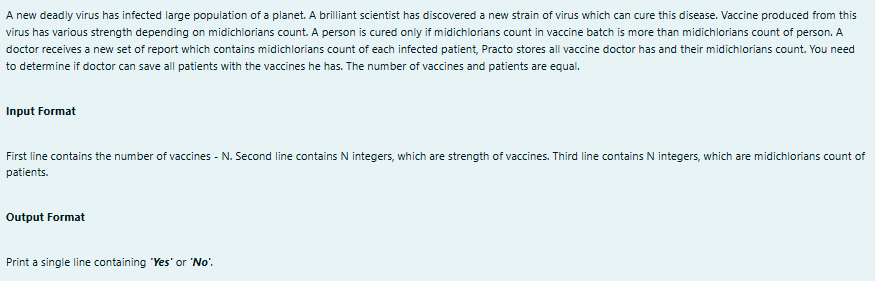 A new deadly virus has infected large population of a planet. A brilliant scientist has discovered a new strain of virus which can cure this disease. Vaccine produced from this
virus has various strength depending on midichlorians count. A person is cured only if midichlorians count in vaccine batch is more than midichlorians count of person. A
doctor receives a new set of report which contains midichlorians count of each infected patient, Practo stores all vaccine doctor has and their midichlorians count. You need
to determine if doctor can save all patients with the vaccines he has. The number of vaccines and patients are equal.
Input Format
First line contains the number of vaccines - N. Second line contains N integers, which are strength of vaccines. Third line contains N integers, which are midichlorians count of
patients.
Output Format
Print a single line containing 'Yes' or 'No'.